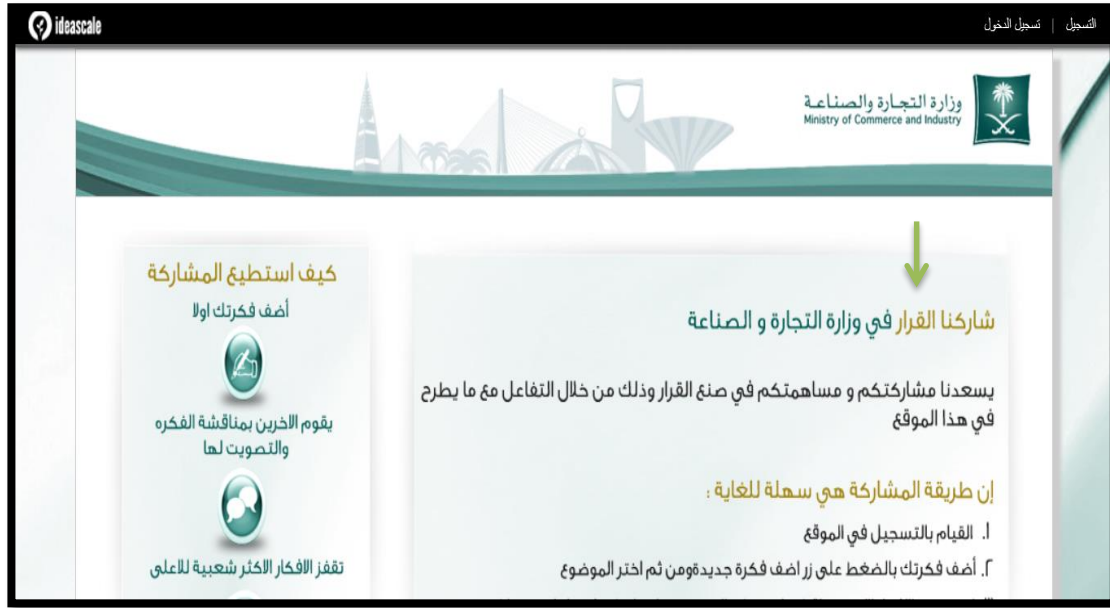 ideascale
التسجيل | تسجيل الدخول
وزارة التجارة والصناعة
Ministry of Commerce and Industry
شاركنا القرار في وزارة التجارة و الصناعة
يسعدنا مشاركتكم و مساهمتكم في صنع القرار وذلك من خلال التفاعل مع ما يطرح
في هذا الموقع
إن طريقة المشاركة هي سهلة للغاية :
١. القيام بالتسجيل في الموقع
٢. أضف فكرتك بالضغط على زر اضف فكرة جديدةومن ثم اختر الموضوع
كيف استطيع المشاركة
أضف فكرتك اولا
يقوم الاخرين بمناقشة الفكره
والتصويت لها
تقفز الافكار الاكثر شعبية للاعلى